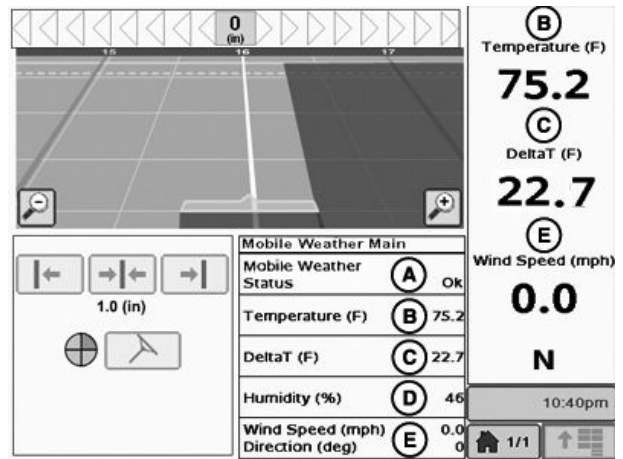 0
(in)
15 16 17
1.0 (in)
Mobile Weather Main
Mobile Weather
Status A Ok
Temperature (F) B 75.2
DeltaT (F) C 22.7
Humidity (%) D 46
Wind Speed (mph) 0.0
Direction (deg) E 0
B
Temperature (F)
75.2
C
DeltaT (F)
22.7
E
Wind Speed (mph)
0.0
N
10:40pm
1/1